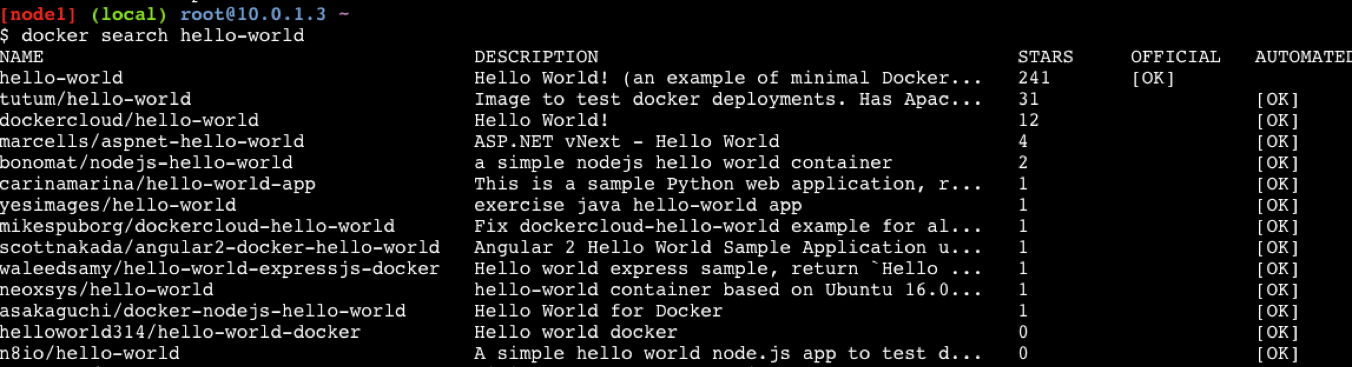 [node1] (local) root@10.0.1.3 ~
$ docker search hello-world
NAME DESCRIPTION STARS OFFICIAL AUTOMATED
hello-world Hello World! (an example of minimal Docker... 241 [OK]
tutum/hello-world Image to test docker deployments. Has Apac... 31 [OK]
dockercloud/hello-world Hello World! 12 [OK]
marcells/aspnet-hello-world ASP.NET vNext - Hello World 4 [OK]
bonomat/nodejs-hello-world a simple nodejs hello world container 2 [OK]
carinamarina/hello-world-app This is a sample Python web application, r... 1 [OK]
yesimages/hello-world exercise java hello-world app 1 [OK]
mikespuborg/dockercloud-hello-world Fix dockercloud-hello-world example for al... 1 [OK]
scottnakada/angular2-docker-hello-world Angular 2 Hello World Sample Application u... 1 [OK]
waleedsamy/hello-world-expressjs-docker Hello world express sample, return `Hello ... 1 [OK]
neoxsys/hello-world hello-world container based on Ubuntu 16.0... 1 [OK]
asakaguchi/docker-nodejs-hello-world Hello World for Docker 1 [OK]
helloworld314/hello-world-docker Hello world docker 0 [OK]
n8io/hello-world A simple hello world node.js app to test d... 0 [OK]